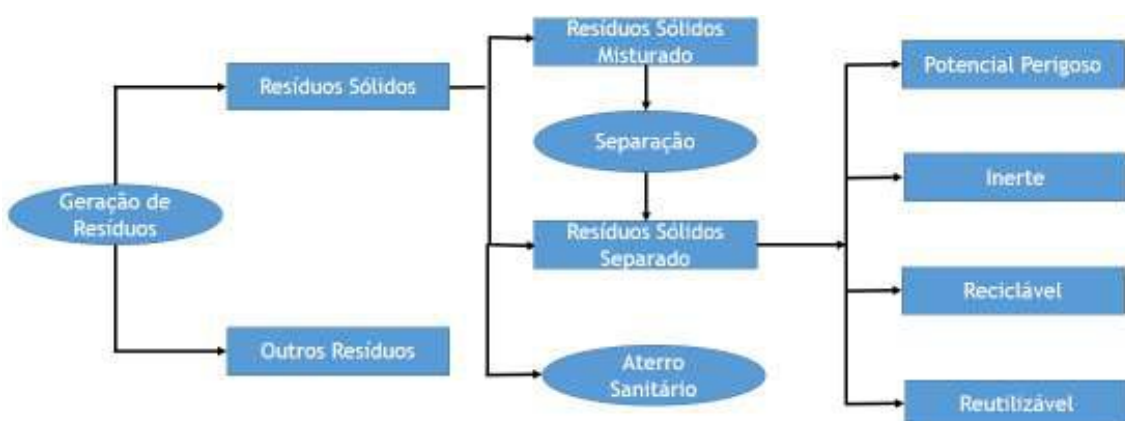 Geração de
Resíduos
Resíduos Sólidos
Outros Resíduos
Resíduos Sólidos
Misturado
Separação
Resíduos Sólidos
Separado
Aterro
Sanitário
Potencial Perigoso
Inerte
Reciclável
Reutilizável